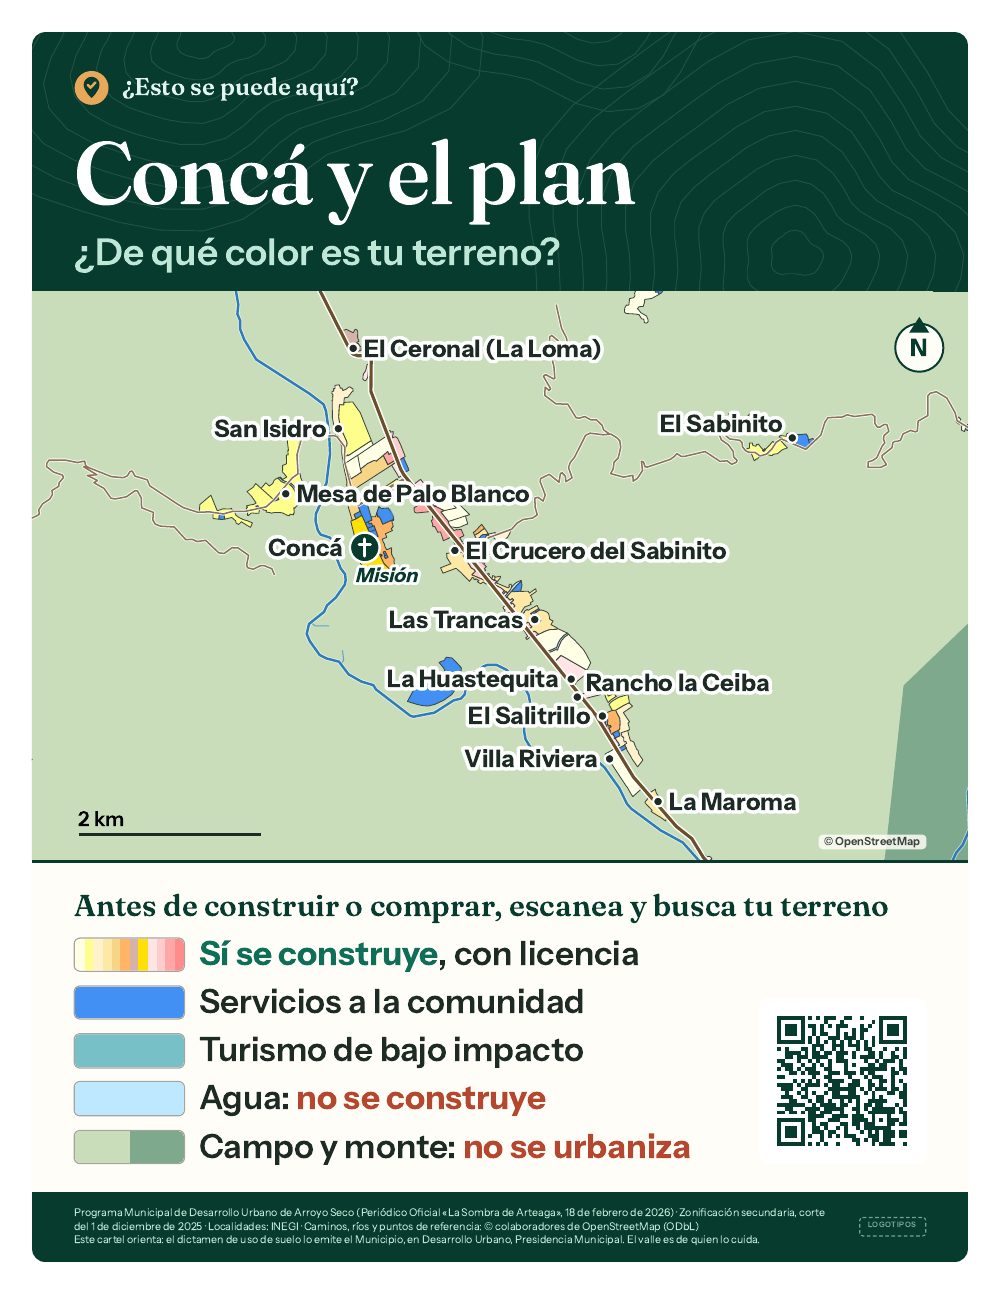 ¿Esto se puede aquí?
Concá y el plan
¿De qué color es tu terreno?
El Ceronal (La Loma)
N
San Isidro
El Sabinito
Mesa de Palo Blanco
Concá
El Crucero del Sabinito
Misión
Las Trancas
La Huastequita
Rancho la Ceiba
El Salitrillo
Villa Riviera
La Maroma
2 km
© OpenStreetMap
Antes de construir o comprar, escanea y busca tu terreno
Sí se construye, con licencia
Servicios a la comunidad
Turismo de bajo impacto
Agua: no se construye
Campo y monte: no se urbaniza
Programa Municipal de Desarrollo Urbano de Arroyo Seco (Periódico Oficial «La Sombra de Arteaga», 18 de febrero de 2026) · Zonificación secundaria, corte
del 1 de diciembre de 2025 · Localidades: INEGI · Caminos, ríos y puntos de referencia: © colaboradores de OpenStreetMap (ODbL)
Este cartel orienta: el dictamen de uso de suelo lo emite el Municipio, en Desarrollo Urbano, Presidencia Municipal. El valle es de quien lo cuida.
LOGOTIPOS